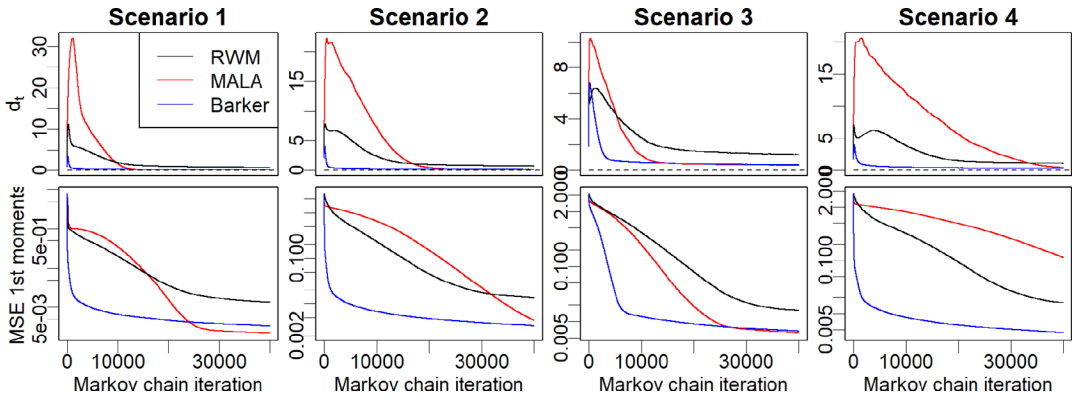 Scenario 1 Scenario 2 Scenario 3 Scenario 4
d_t
0 10 20 30
RWM
MALA
Barker
0 5 15
0 4 8
0 5 15
MSE 1st moments
5e-03 5e-01
0.002 0.100
0.005 0.100 2.000
0.005 0.100 2.000
0 10000 30000
0 10000 30000
0 10000 30000
0 10000 30000
Markov chain iteration Markov chain iteration Markov chain iteration Markov chain iteration